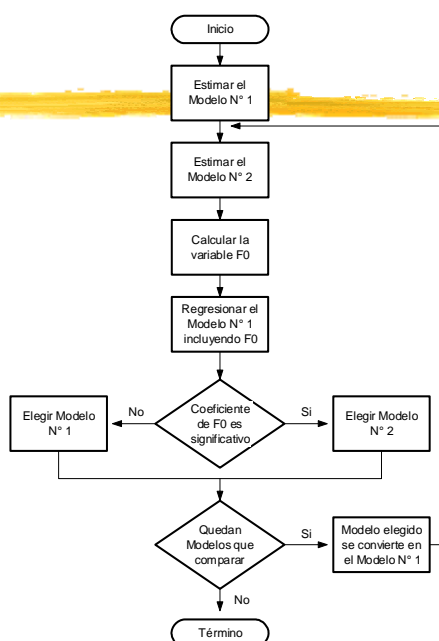 Inicio
Estimar el
Modelo N° 1
Estimar el
Modelo N° 2
Calcular la
variable F0
Regresionar el
Modelo N° 1
incluyendo F0
Coeficiente
de F0 es
significativo
No
Si
Elegir Modelo
N° 1
Elegir Modelo
N° 2
Quedan
Modelos que
comparar
Si
Modelo elegido
se convierte en
el Modelo N° 1
No
Término